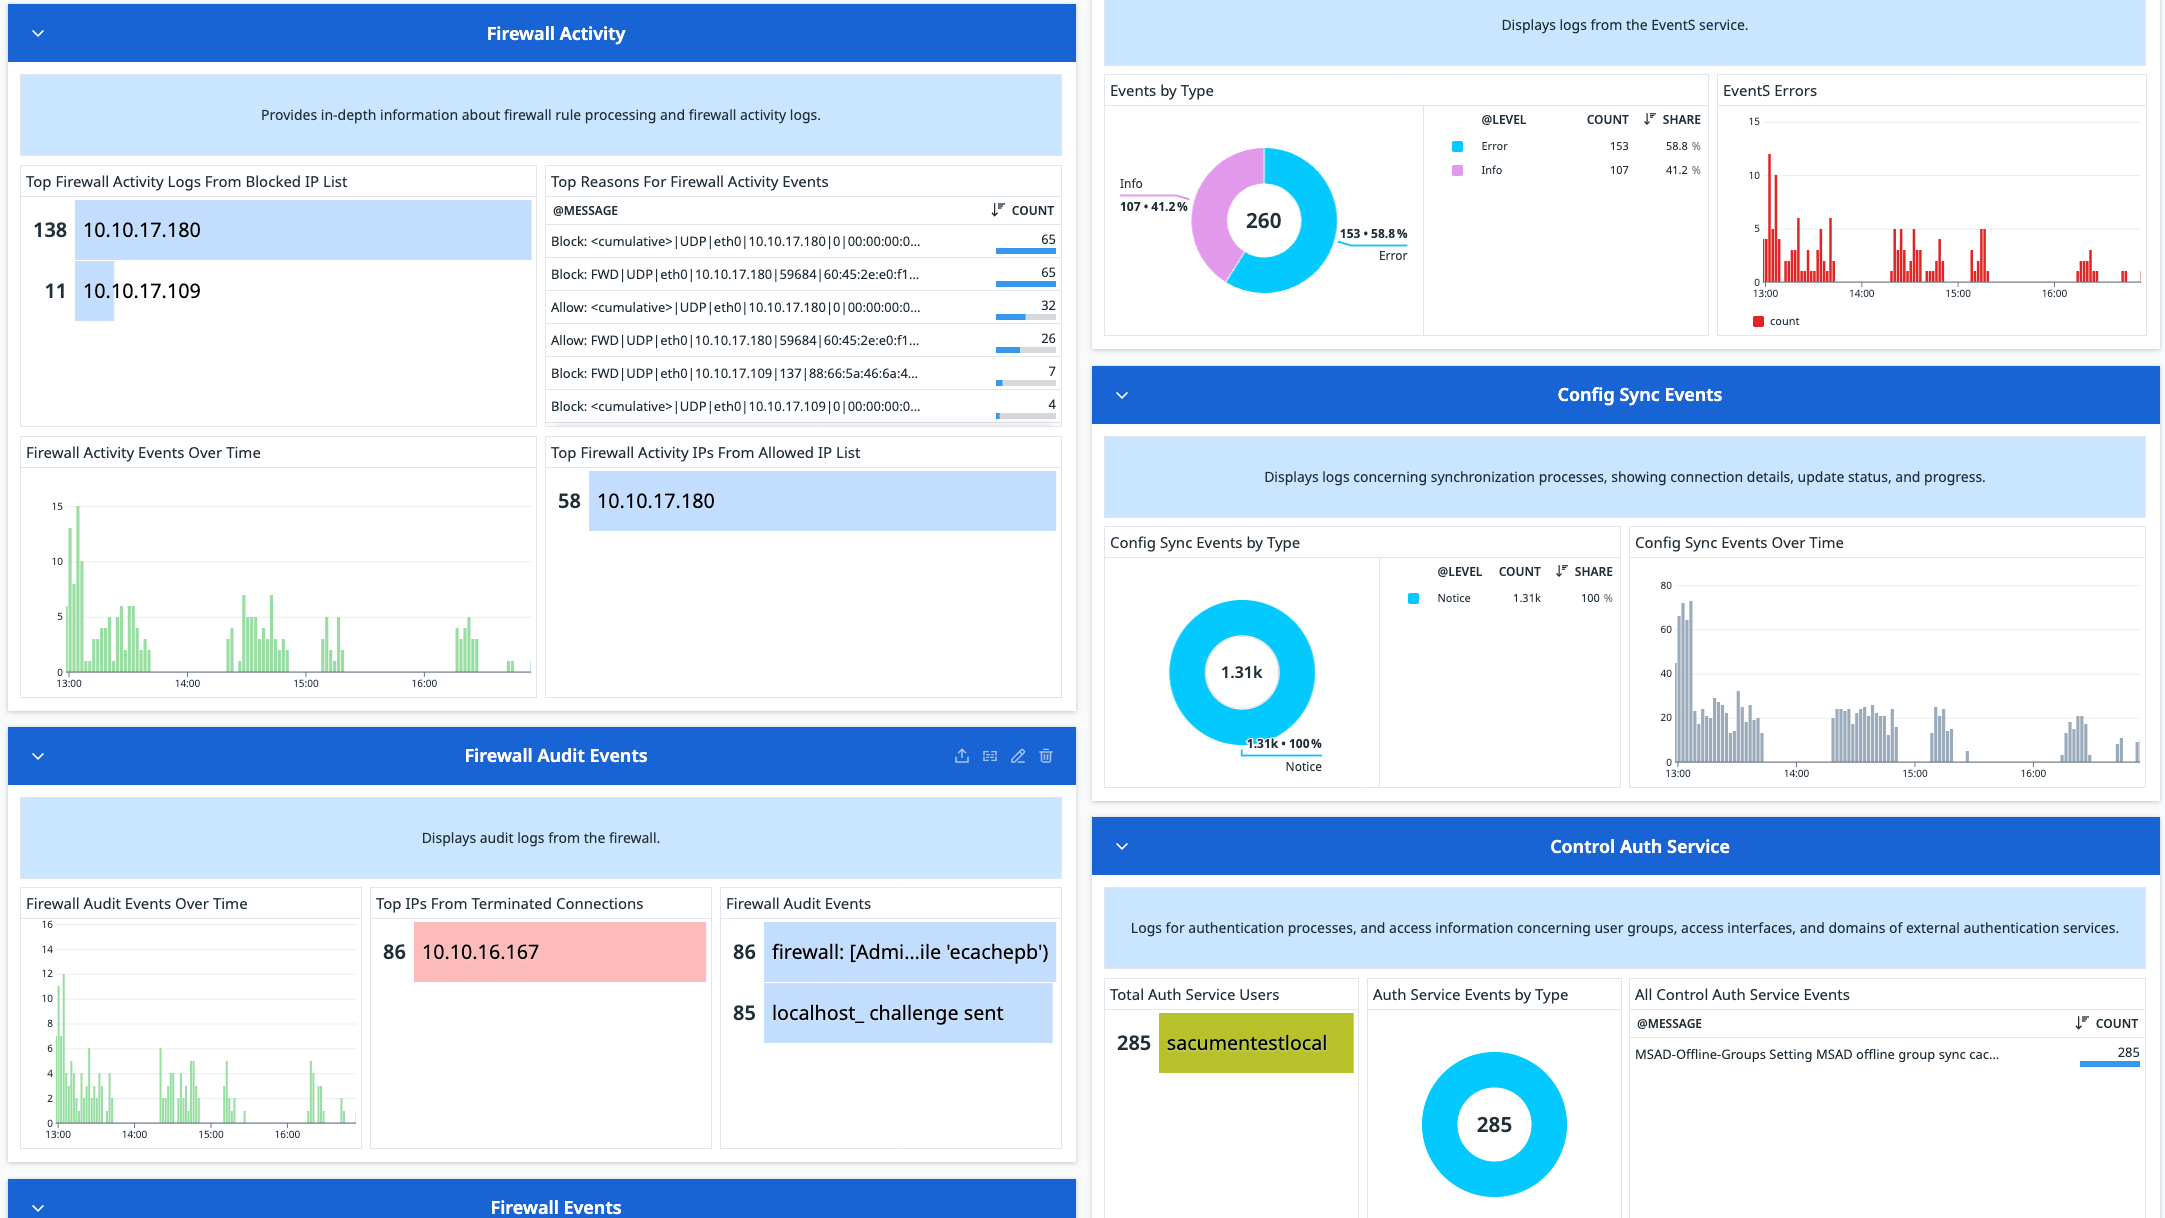 Firewall Activity
Provides in-depth information about firewall rule processing and firewall activity logs.
Top Firewall Activity Logs From Blocked IP List
138 10.10.17.180
11 10.10.17.109
Top Reasons For Firewall Activity Events
@MESSAGE COUNT
Block: <cumulative>|UDP|eth0|10.10.17.180|0|00:00:00:0... 65
Block: FWD|UDP|eth0|10.10.17.180|59684|60:45:2e:e0:f1... 65
Allow: <cumulative>|UDP|eth0|10.10.17.180|0|00:00:00:0... 32
Allow: FWD|UDP|eth0|10.10.17.180|59684|60:45:2e:e0:f1... 26
Block: FWD|UDP|eth0|10.10.17.109|137|88:66:5a:46:6a:4... 7
Block: <cumulative>|UDP|eth0|10.10.17.109|0|00:00:00:0... 4
Firewall Activity Events Over Time
15
10
5
0
13:00 14:00 15:00 16:00
Top Firewall Activity IPs From Allowed IP List
58 10.10.17.180
Firewall Audit Events
Displays audit logs from the firewall.
Firewall Audit Events Over Time
16
14
12
10
8
6
4
2
0
13:00 14:00 15:00 16:00
Top IPs From Terminated Connections
86 10.10.16.167
Firewall Audit Events
86 firewall: [Admi...ile 'ecachepb')
85 localhost_ challenge sent
Firewall Events
Displays logs from the EventS service.
Events by Type
Info
107 • 41.2%
260
153 • 58.8%
Error
@LEVEL COUNT SHARE
Error 153 58.8 %
Info 107 41.2 %
EventS Errors
15
10
5
0
13:00 14:00 15:00 16:00
count
Config Sync Events
Displays logs concerning synchronization processes, showing connection details, update status, and progress.
Config Sync Events by Type
1.31k
1.31k • 100%
Notice
@LEVEL COUNT SHARE
Notice 1.31k 100 %
Config Sync Events Over Time
80
60
40
20
0
13:00 14:00 15:00 16:00
Control Auth Service
Logs for authentication processes, and access information concerning user groups, access interfaces, and domains of external authentication services.
Total Auth Service Users
285 sacumentestlocal
Auth Service Events by Type
285
All Control Auth Service Events
@MESSAGE COUNT
MSAD-Offline-Groups Setting MSAD offline group sync cac... 285